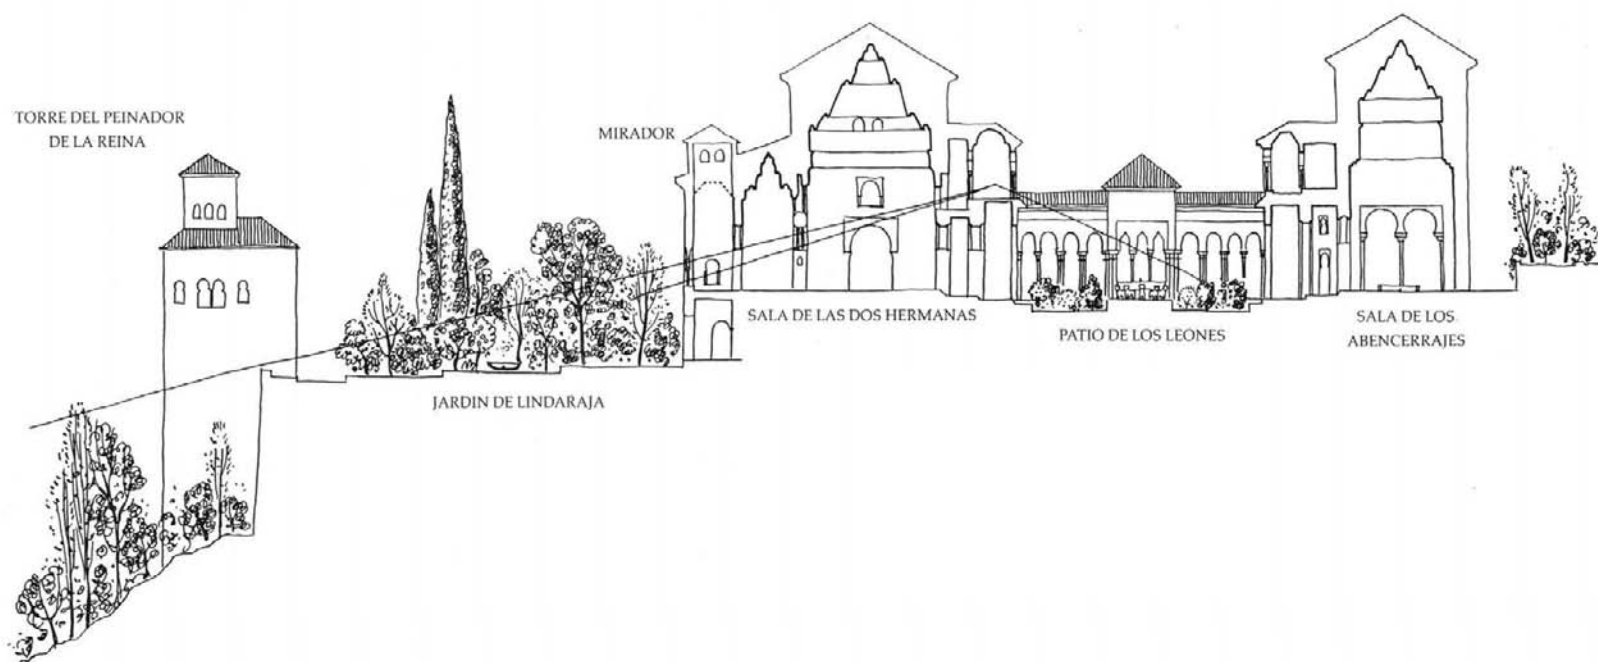 TORRE DEL PEINADOR
DE LA REINA
MIRADOR
JARDIN DE LINDARAJA
SALA DE LAS DOS HERMANAS
PATIO DE LOS LEONES
SALA DE LOS
ABENCERRAJES